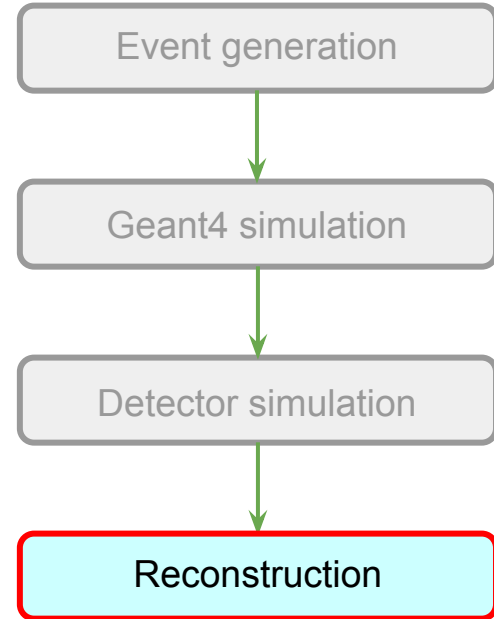 Event generation
Geant4 simulation
Detector simulation
Reconstruction